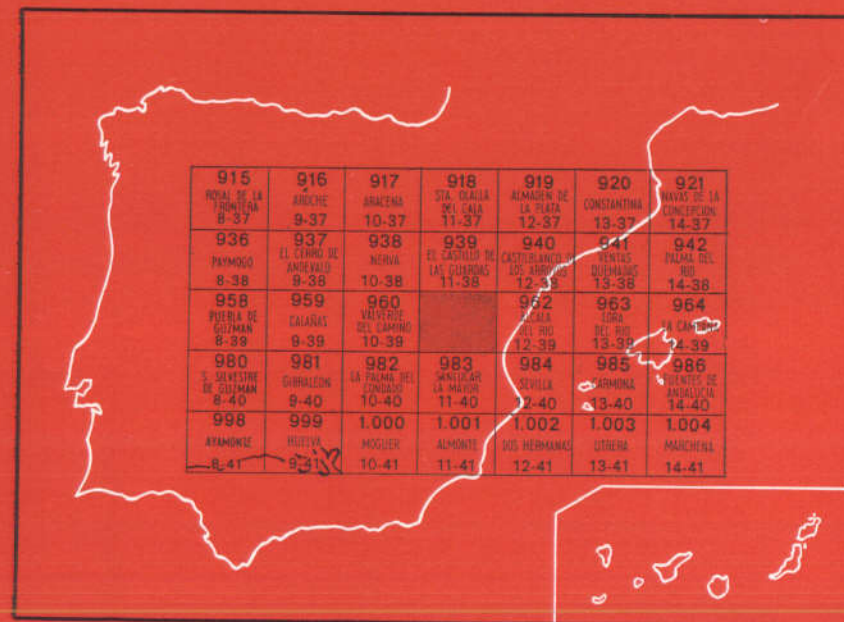 915 916 917 918 919 920 921
ROSAL DE LA FRONTERA AROCHE ARACENA STA. OLALLA DEL CALA ALMADEN DE LA PLATA CONSTANTINA NAVAS DE LA CONCEPCION
8-37 9-37 10-37 11-37 12-37 13-37 14-37
936 937 938 939 940 941 942
PAYMOGO EL CERRO DE ANDEVALO NERVA EL CASTILLO DE LAS GUARDAS CASTILBLANCO DE LOS ARROYOS VENTAS QUEMADAS PALMA DEL RIO
8-38 9-38 10-38 11-38 12-38 13-38 14-38
958 959 960 962 963 964
PUEBLA DE GUZMAN CALAÑAS VALVERDE DEL CAMINO ALCALA DEL RIO LORA DEL RIO LA CAMPANA
8-39 9-39 10-39 12-39 13-38 14-39
980 981 982 983 984 985 986
S. SILVESTRE DE GUZMAN GIBRALEON LA PALMA DEL CONDADO SANLUCAR LA MAYOR SEVILLA CARMONA FUENTES DE ANDALUCIA
8-40 9-40 10-40 11-40 12-40 13-40 14-40
998 999 1.000 1.001 1.002 1.003 1.004
AYAMONTE HUELVA MOGUER ALMONTE DOS HERMANAS UTRERA MARCHENA
8-41 9-41 10-41 11-41 12-41 13-41 14-41